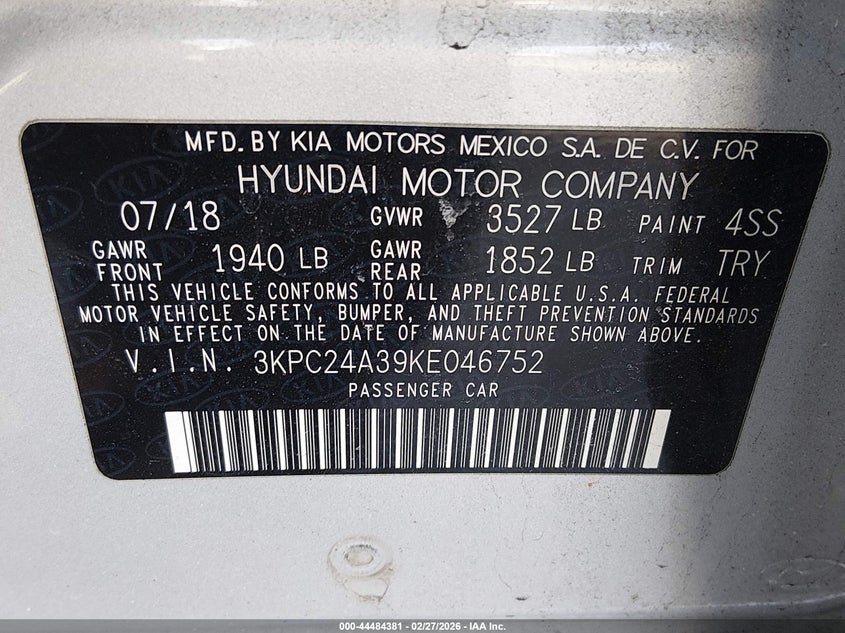 MFD. BY KIA MOTORS MEXICO S.A. DE C.V. FOR
HYUNDAI MOTOR COMPANY
07/18 GVWR 3527 LB PAINT 4SS
GAWR FRONT 1940 LB GAWR REAR 1852 LB TRIM TRY
THIS VEHICLE CONFORMS TO ALL APPLICABLE U.S.A. FEDERAL
MOTOR VEHICLE SAFETY, BUMPER, AND THEFT PREVENTION STANDARDS
IN EFFECT ON THE DATE OF MANUFACTURE SHOWN ABOVE.
V.I.N. 3KPC24A39KE046752
PASSENGER CAR
000-44484381 - 02/27/2026 - IAA Inc.